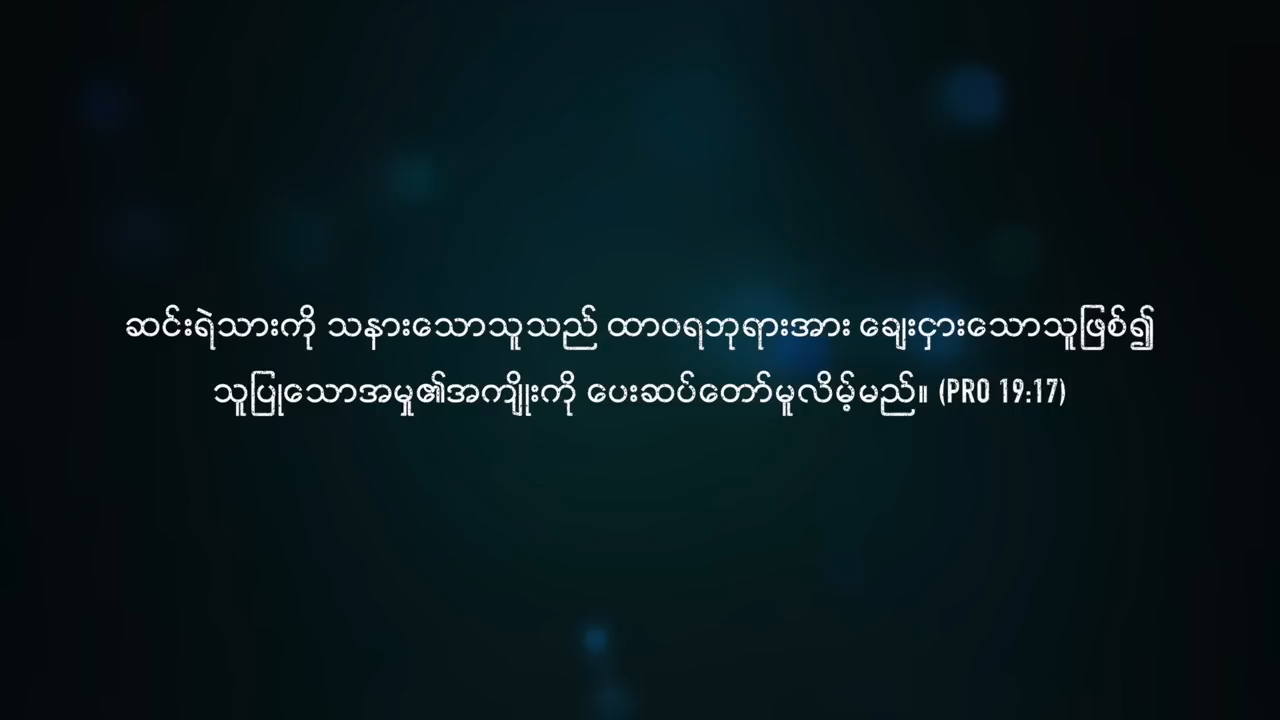 ဆင်းရဲသားကို သနားသောသူသည် ထာဝရဘုရားအား ချေးငှားသောသူဖြစ်၍
သူပြုသောအမှု၏အကျိုးကို ပေးဆပ်တော်မူလိမ့်မည်။ (PRO 19:17)